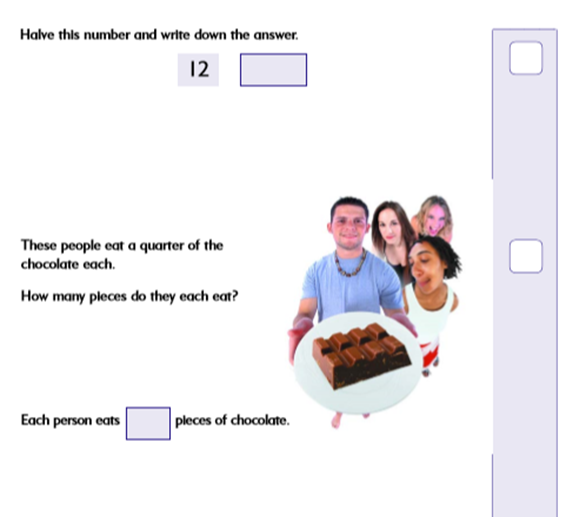 Halve this number and write down the answer.
12
These people eat a quarter of the
chocolate each.
How many pieces do they each eat?
Each person eats pieces of chocolate.